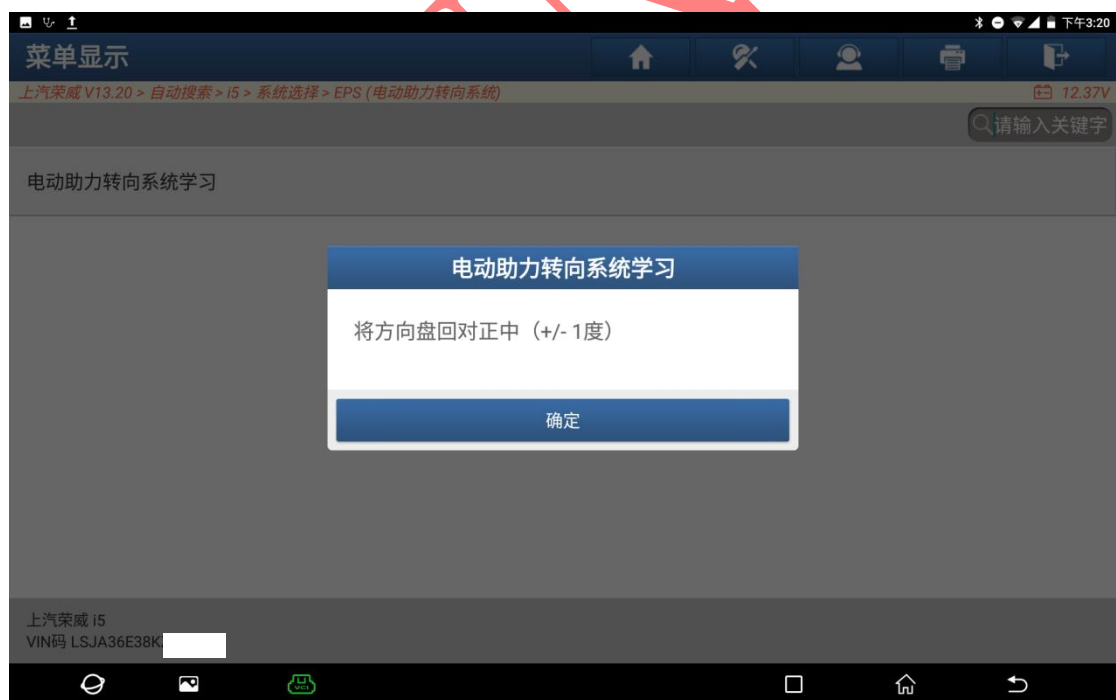 下午3:20
菜单显示
上汽荣威 V13.20 > 自动搜索 > i5 > 系统选择 > EPS (电动助力转向系统)
12.37V
请输入关键字
电动助力转向系统学习
电动助力转向系统学习
将方向盘回对正中（+/- 1度）
确定
上汽荣威 i5
VIN码 LSJA36E38K
VCI